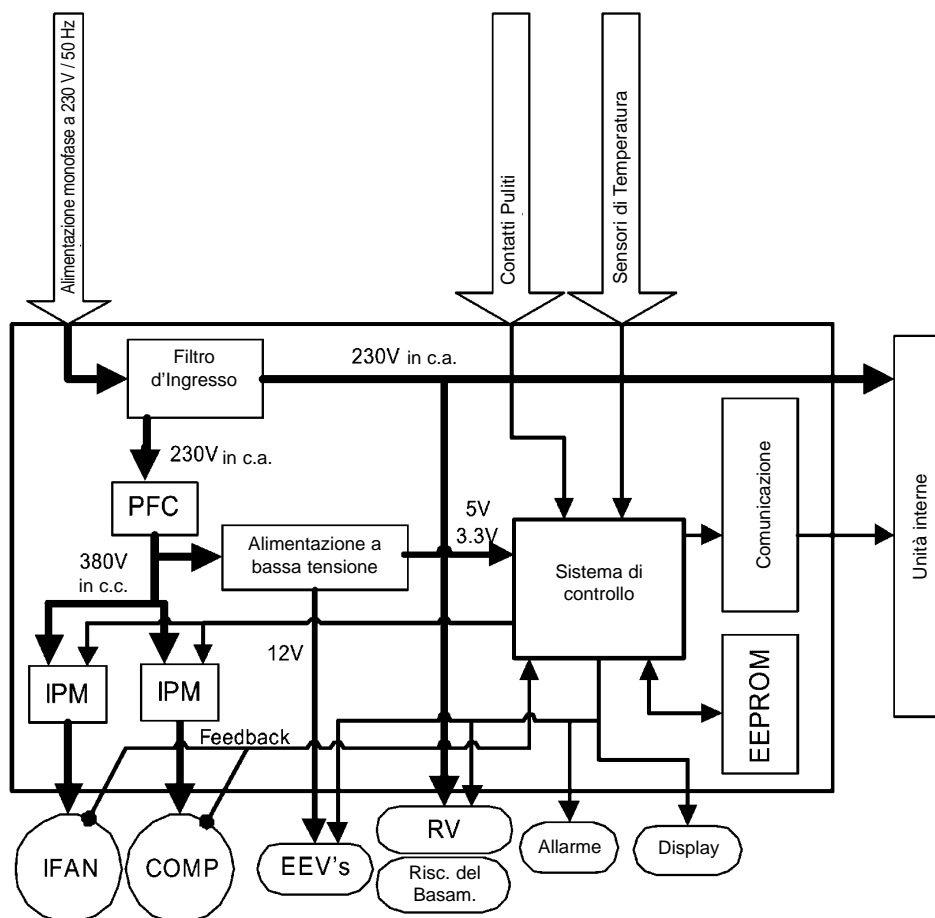 Alimentazione monofase a 230 V / 50 Hz
Contatti Puliti
Sensori di Temperatura
Filtro
d'Ingresso
230V in c.a.
230V in c.a.
PFC
380V
in c.c.
Alimentazione a
bassa tensione
5V
3.3V
Sistema di
controllo
Comunicazione
Unità interne
12V
IPM
IPM
EEPROM
Feedback
IFAN
COMP
EEV's
RV
Risc. del
Basam.
Allarme
Display